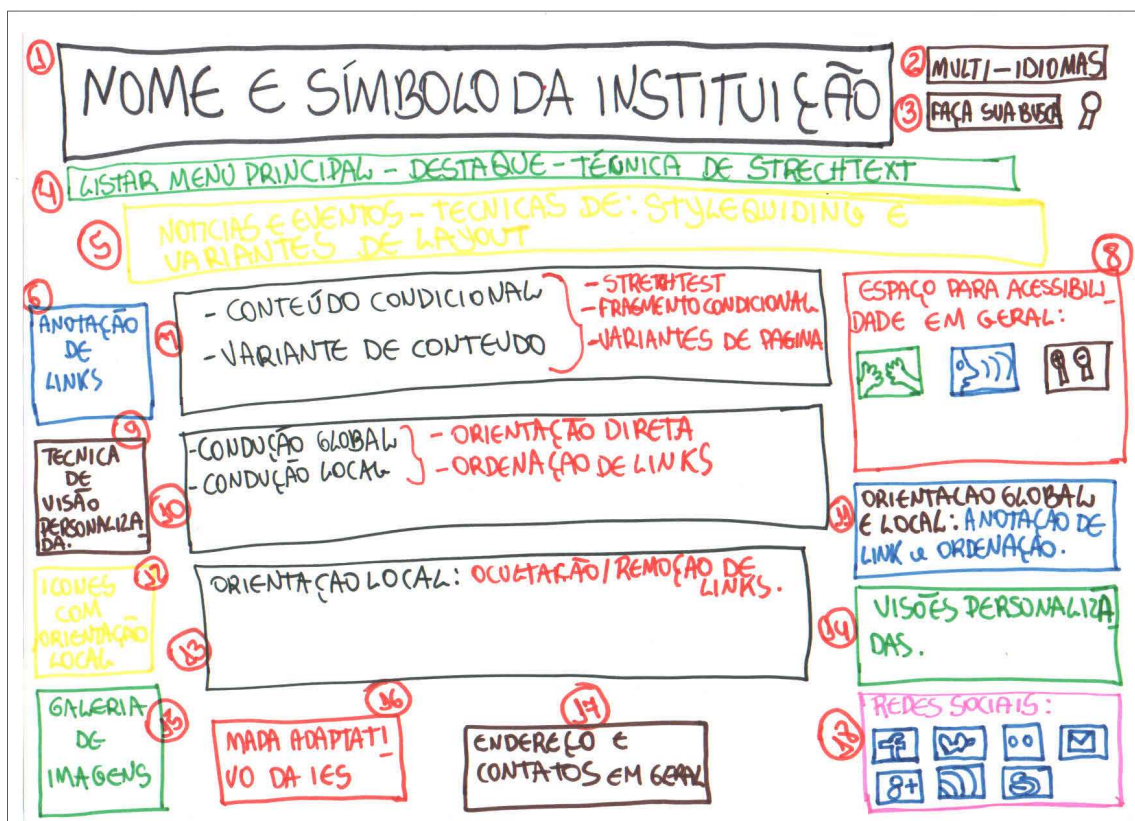 1 NOME E SÍMBOLO DA INSTITUIÇÃO
2 MULTI-IDIOMAS
3 FAÇA SUA BUSCA
4 LISTAR MENU PRINCIPAL - DESTAQUE - TÉCNICA DE STRECHTEXT
5 NOTICIAS E EVENTOS - TECNICAS DE: STYLEQUIDING E
VARIANTES DE LAYOUT
6
ANOTAÇÃO
DE
LINKS
7
- CONTEÚDO CONDICIONAL
- VARIANTE DE CONTEUDO
- STRETHTEST
- FRAGMENTO CONDICIONAL
- VARIANTES DE PAGINA
8
ESPAÇO PARA ACESSIBILI_
DADE EM GERAL:
9
TECNICA
DE
VISÃO
PERSONALIZA
DA.
10
- CONDUÇÃO GLOBAL
- CONDUÇÃO LOCAL
- ORIENTAÇÃO DIRETA
- ORDENAÇÃO DE LINKS
11
ORIENTAÇAO GLOBAL
E LOCAL: ANOTAÇAO DE
LINK e ORDENAÇÃO.
12
ICONES
COM
ORIENTAÇÃO
LOCAL
13
ORIENTAÇÃO LOCAL: OCULTAÇÃO/REMOÇÃO DE
LINKS.
14
VISÕES PERSONALIZA
DAS.
15
GALERIA
DE
IMAGENS
16
MAPA ADAPTATI
VO DA IES
17
ENDEREÇO E
CONTATOS EM GERAL
18
REDES SOCIAIS:
f
8+